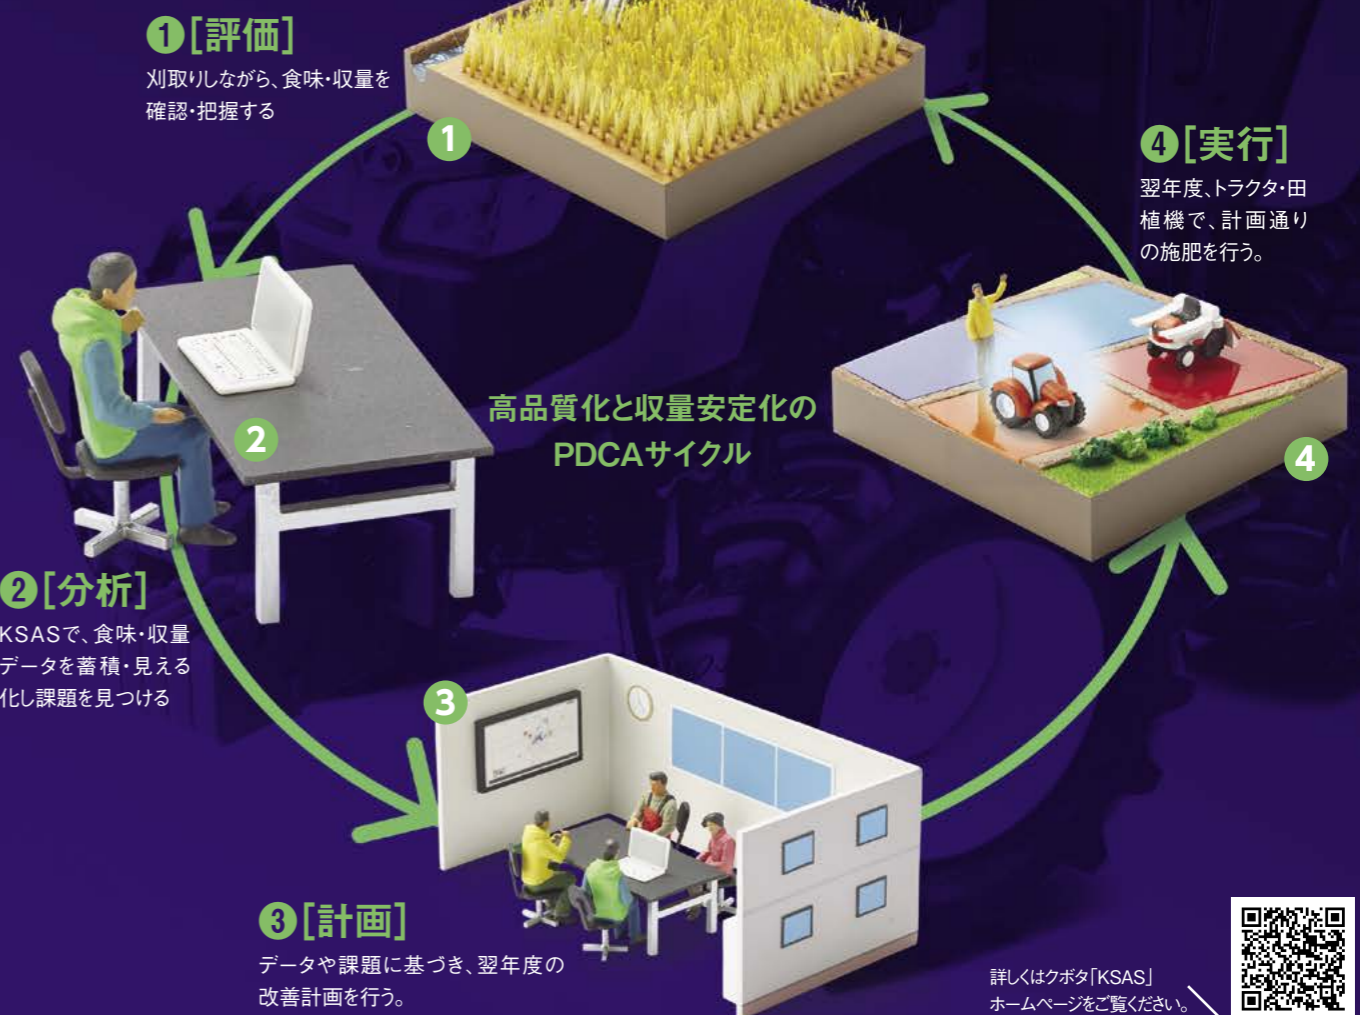 ❶[評価]
刈取りしながら、食味・収量を
確認・把握する
1
❹[実行]
翌年度、トラクタ・田
植機で、計画通り
の施肥を行う。
高品質化と収量安定化の
PDCAサイクル
2
4
❷[分析]
KSASで、食味・収量
データを蓄積・見える
化し課題を見つける
3
❸[計画]
データや課題に基づき、翌年度の
改善計画を行う。
詳しくはクボタ「KSAS」
ホームページをご覧ください。